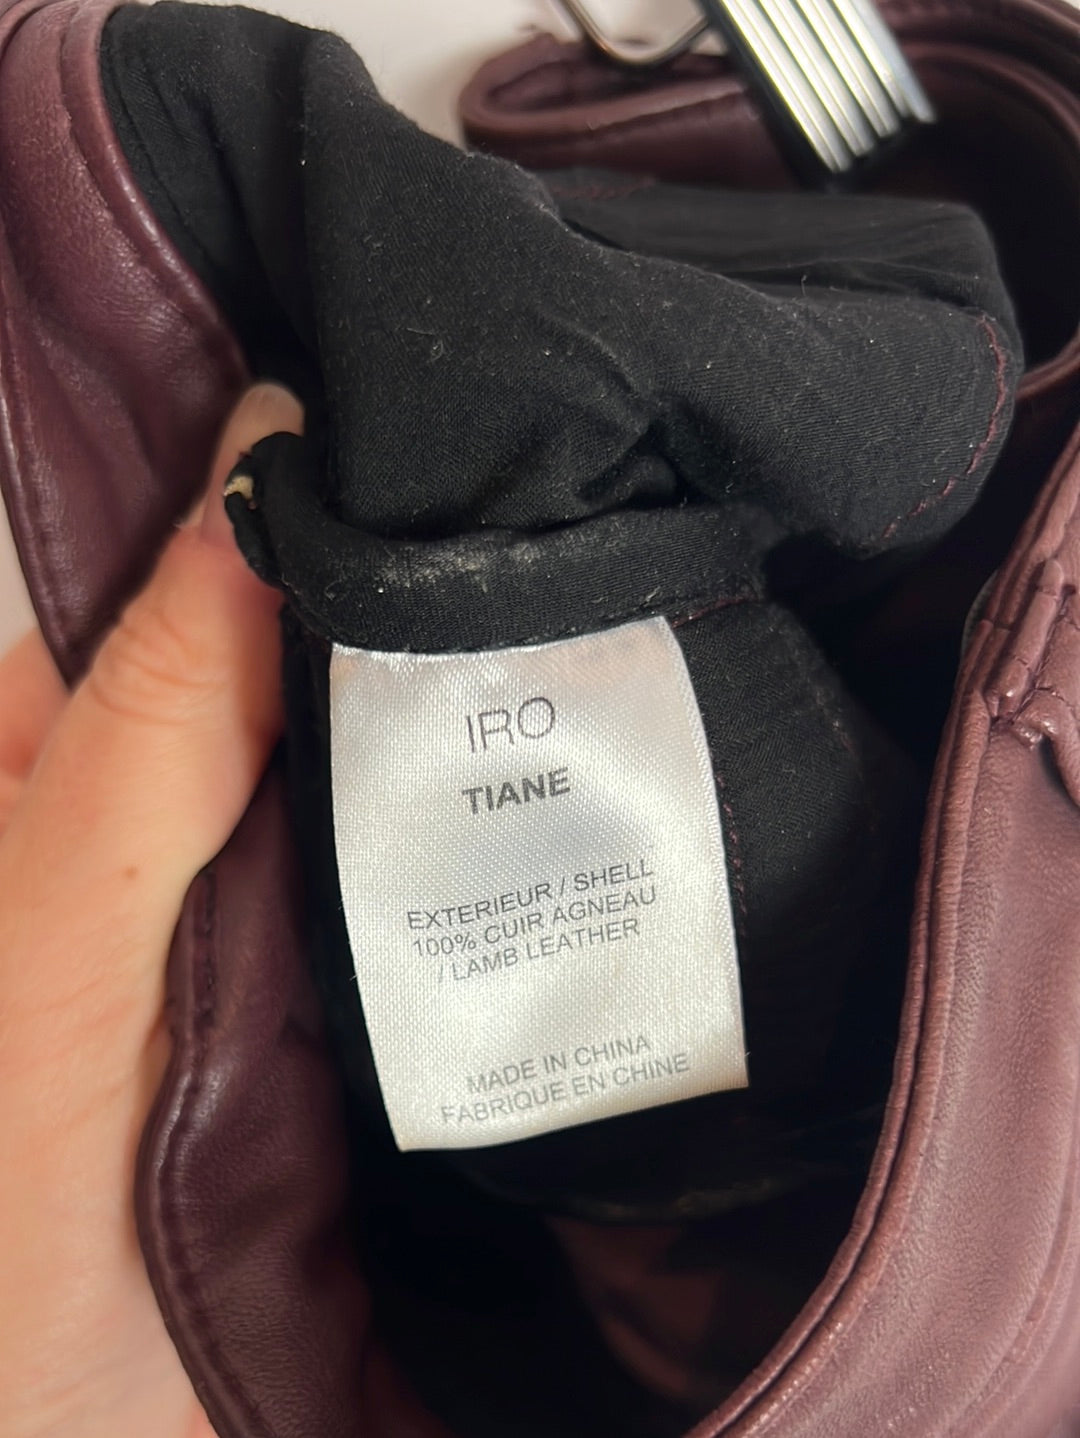 IRO
TIANE
EXTERIEUR / SHELL
100% CUIR AGNEAU
/ LAMB LEATHER
MADE IN CHINA
FABRIQUE EN CHINE